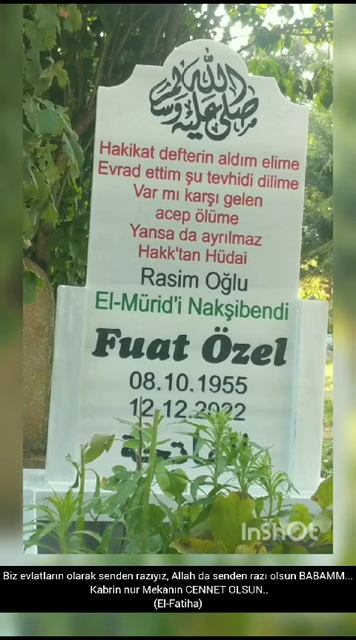 صلى الله عليه وسلم
Hakikat defterin aldım elime
Evrad ettim şu tevhidi dilime
Var mı karşı gelen
acep ölüme
Yansa da ayrılmaz
Hakk'tan Hüdai
Rasim Oğlu
El-Mürid'i Nakşibendi
Fuat Özel
08.10.1955
12.12.2022
InShOt
Biz evlatların olarak senden razıyız, Allah da senden razı olsun BABAMM...
Kabrin nur Mekanın CENNET OLSUN..
(El-Fatiha)